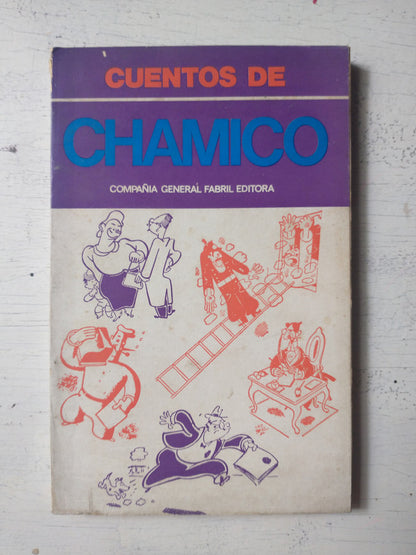 CUENTOS DE
CHAMICO
COMPAÑIA GENERAL FABRIL EDITORA